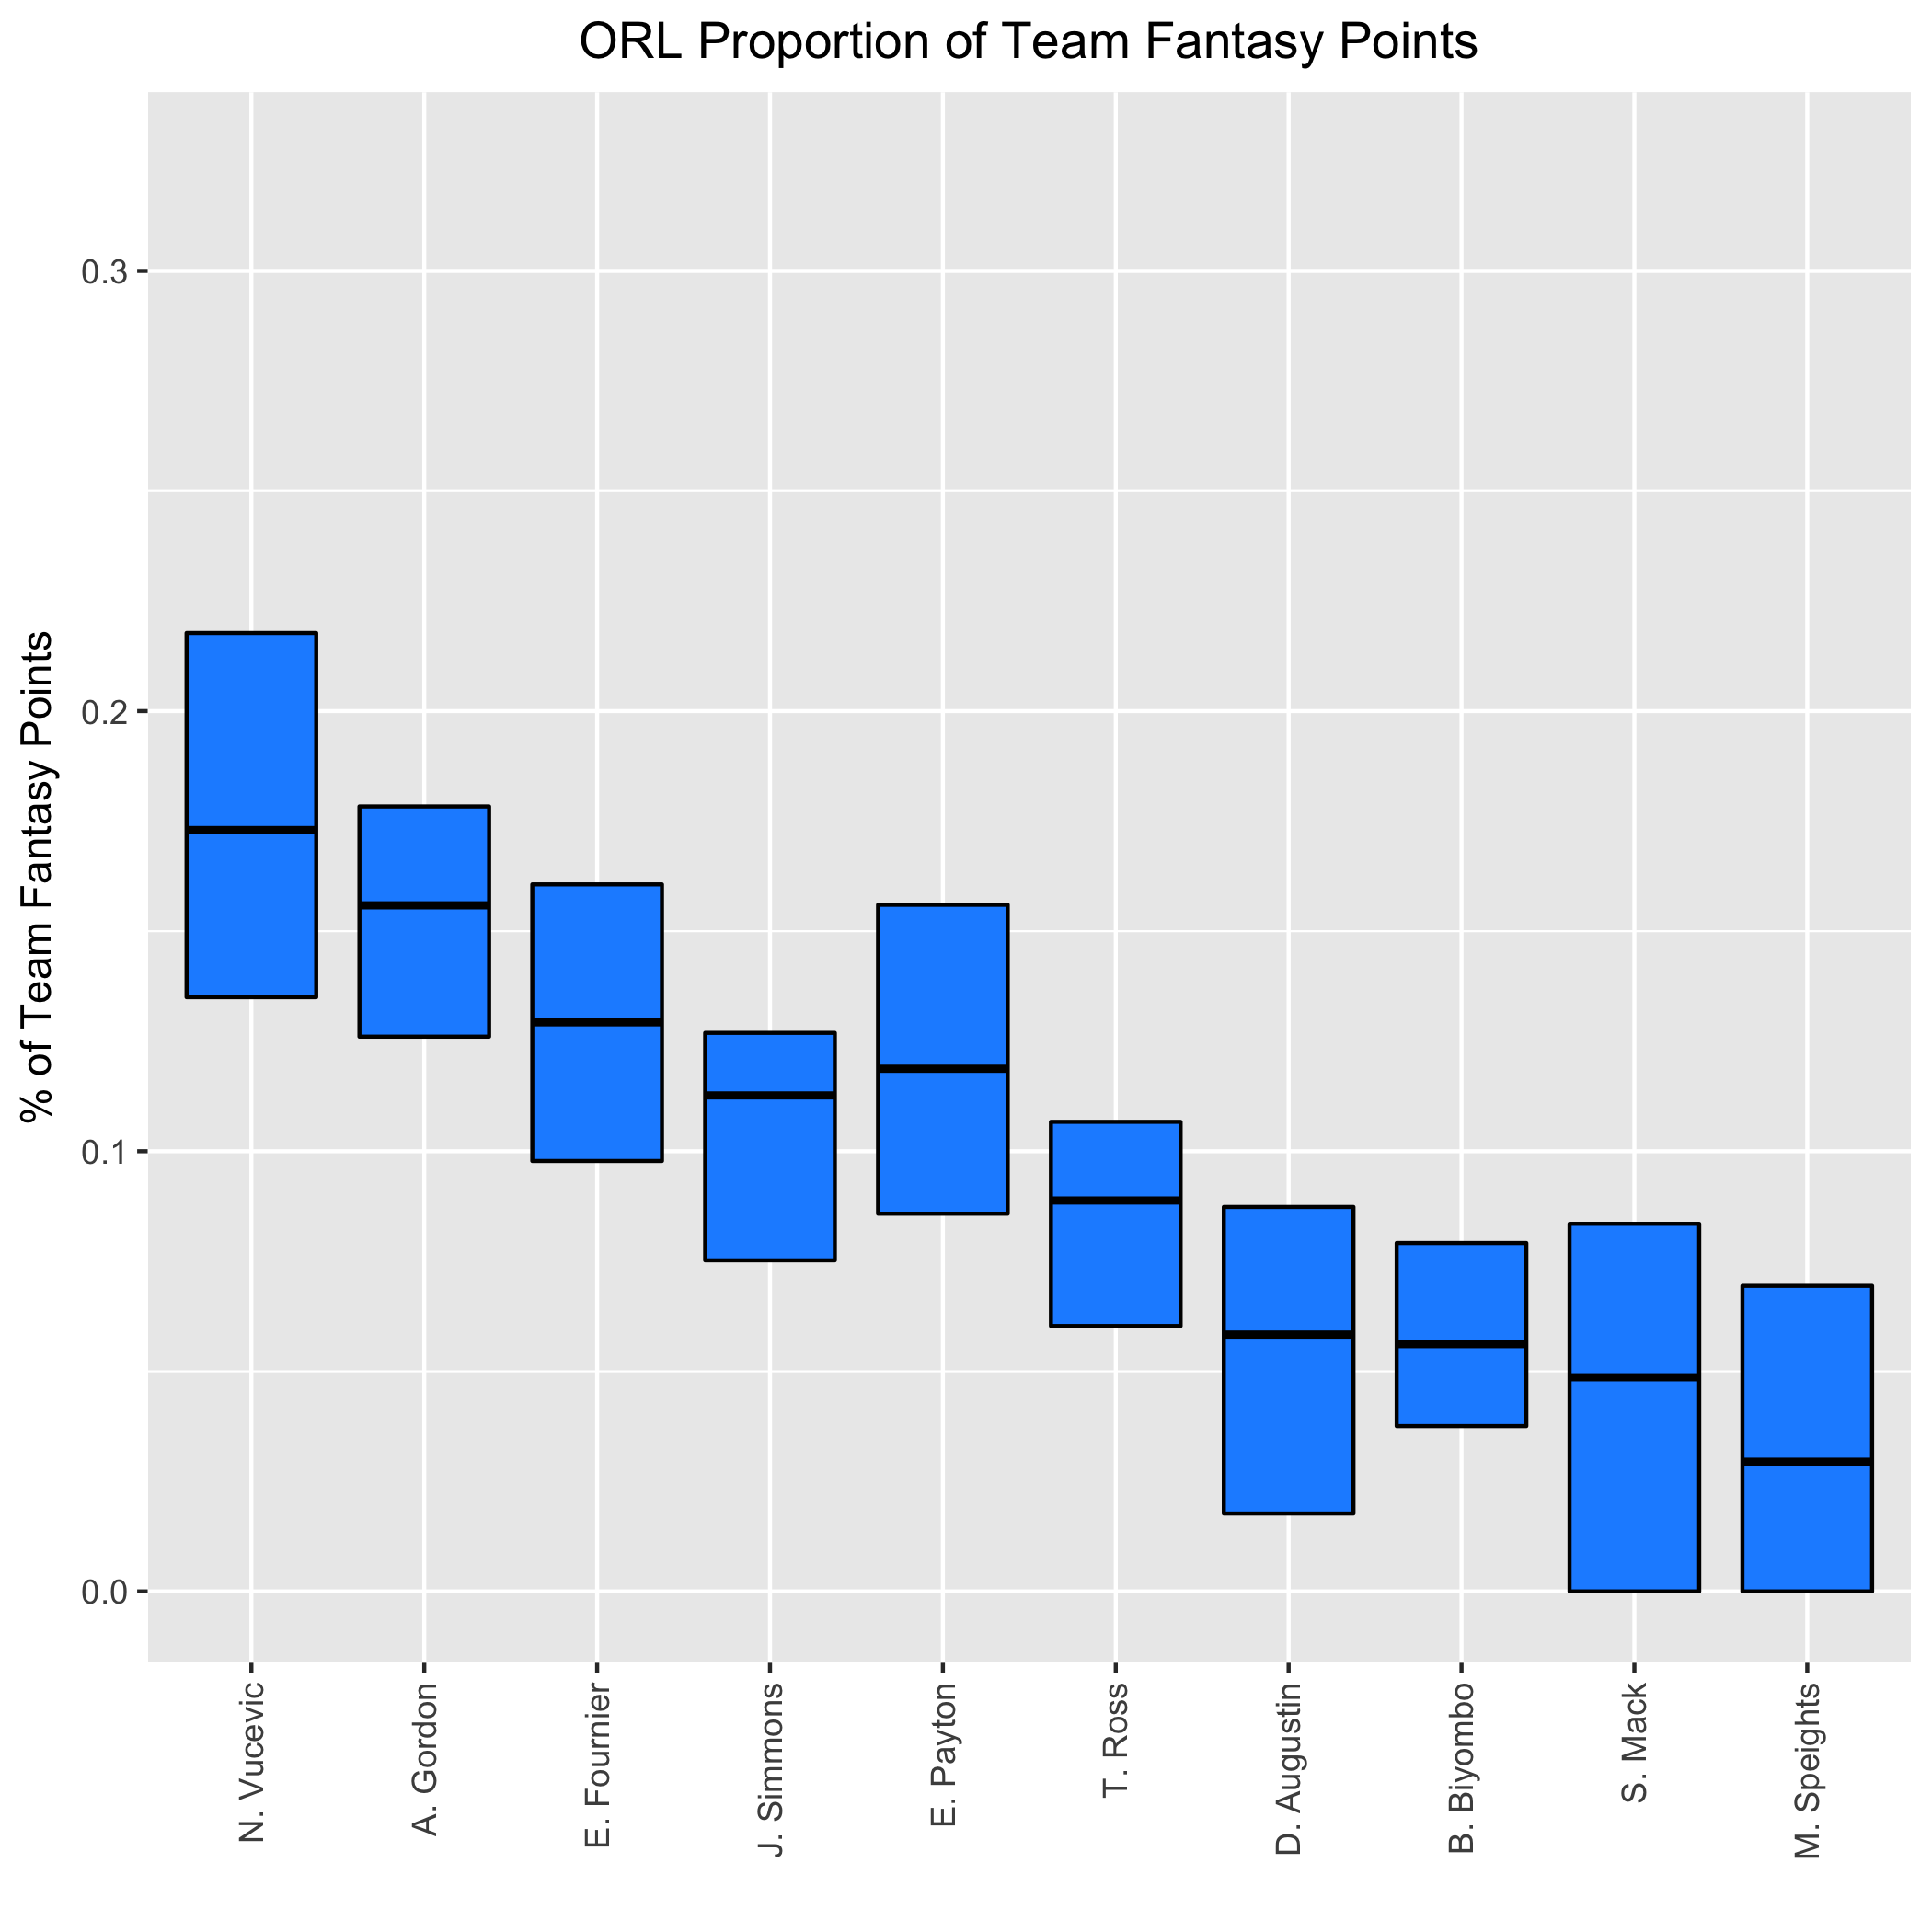 ORL Proportion of Team Fantasy Points
% of Team Fantasy Points
0.3
0.2
0.1
0.0
N. Vucevic
A. Gordon
E. Fournier
J. Simmons
E. Payton
T. Ross
D. Augustin
B. Biyombo
S. Mack
M. Speights